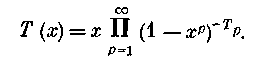 T (x) = x ∏_{p=1}^{∞} (1 − x^p)^{−T_p}.